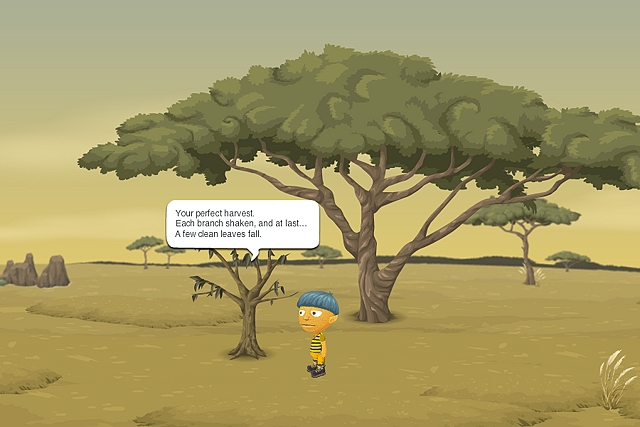 Your perfect harvest.
Each branch shaken, and at last...
A few clean leaves fall.